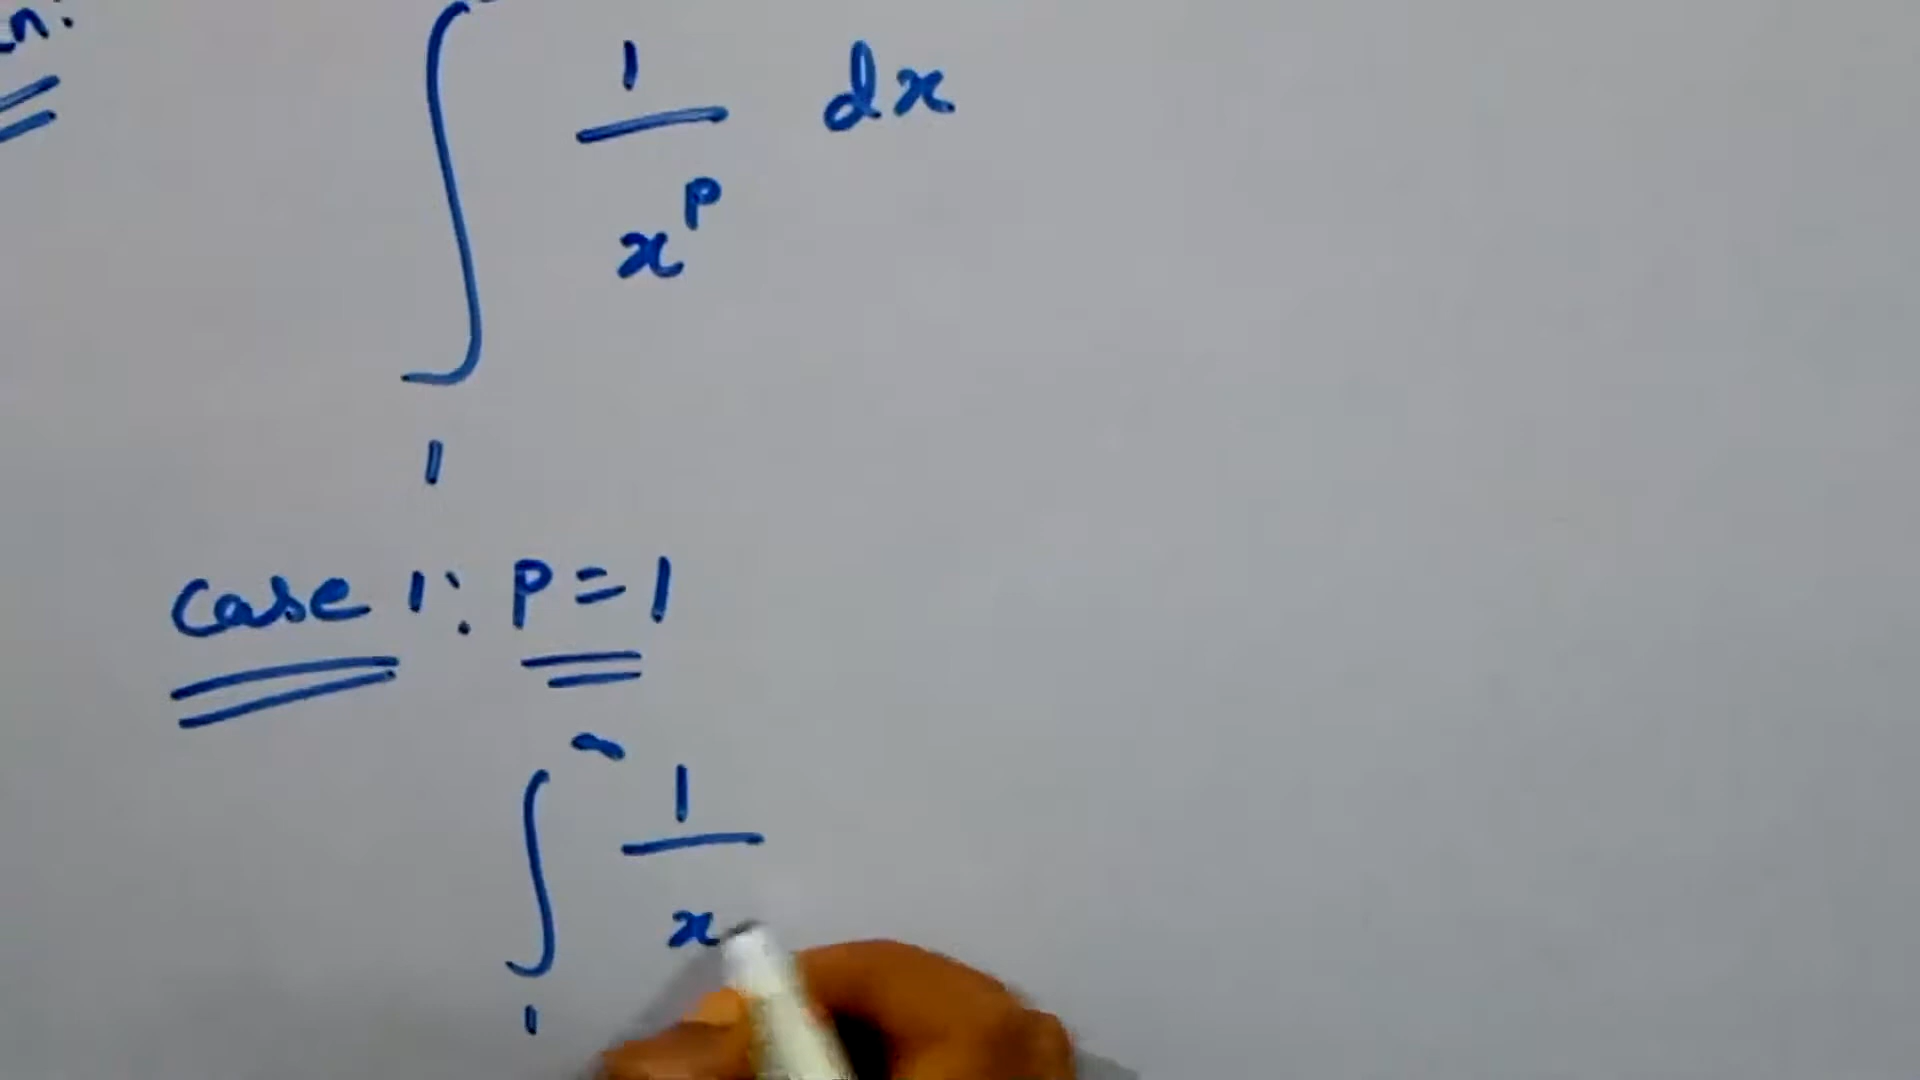 ∫₁ 1/x^p dx
Case 1: P = 1
∫₁^∞ 1/x